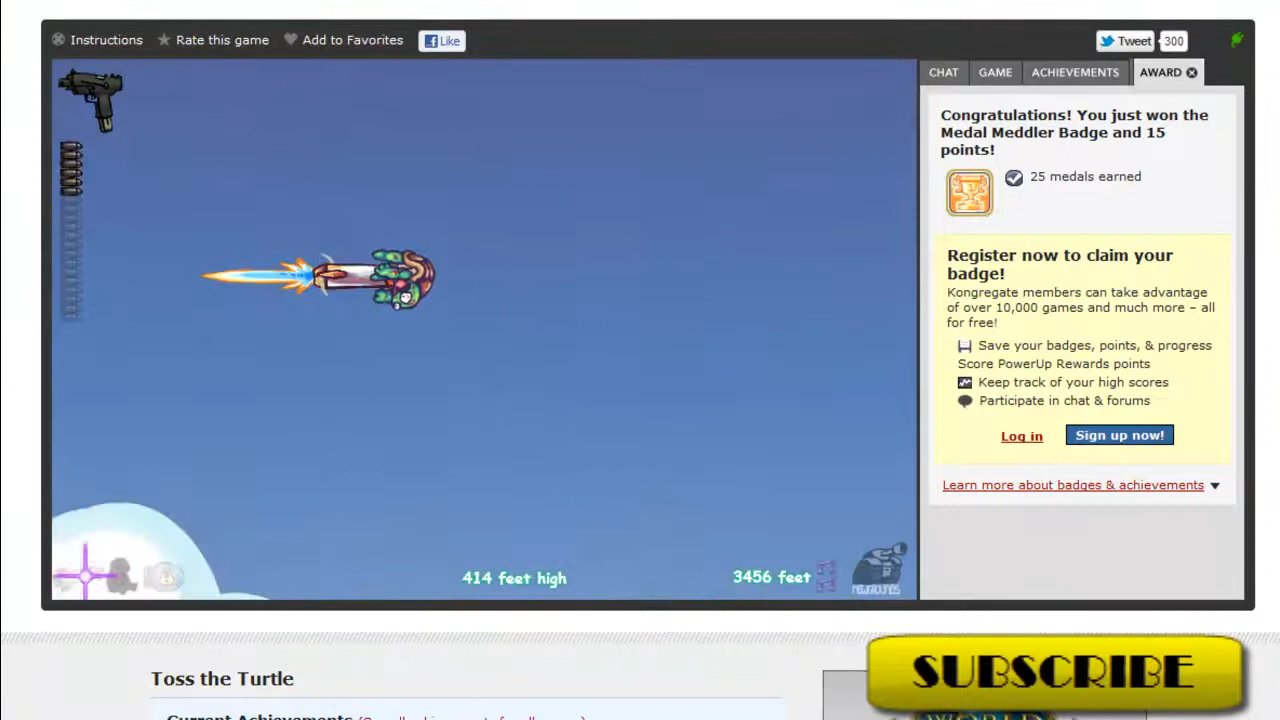 Instructions
Rate this game
Add to Favorites
Like
Tweet
300
CHAT
GAME
ACHIEVEMENTS
AWARD
Congratulations! You just won the
Medal Meddler Badge and 15
points!
25 medals earned
Register now to claim your
badge!
Kongregate members can take advantage
of over 10,000 games and much more – all
for free!
Save your badges, points, & progress
Score PowerUp Rewards points
Keep track of your high scores
Participate in chat & forums
Log in
Sign up now!
Learn more about badges & achievements
414 feet high
3456 feet
NEWGROUNDS
Toss the Turtle
SUBSCRIBE
Current Achievements